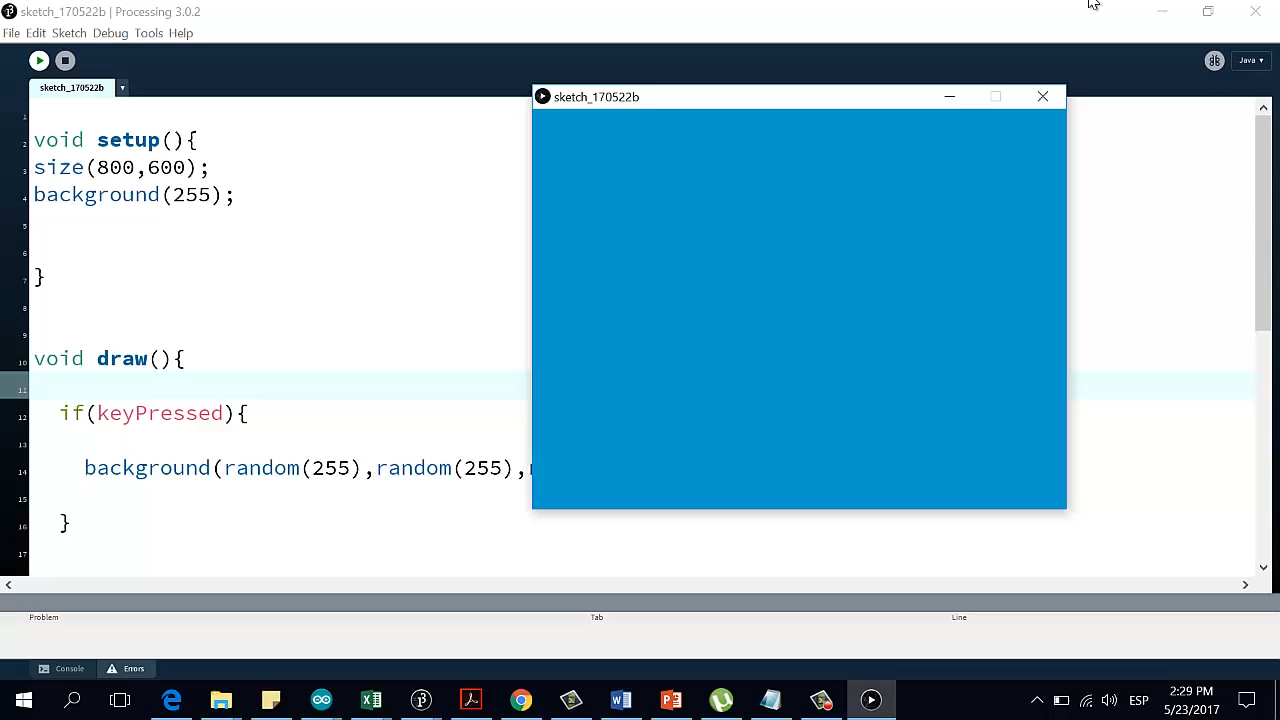 sketch_170522b | Processing 3.0.2
File Edit Sketch Debug Tools Help
Java
sketch_170522b
sketch_170522b
1
2 void setup(){
3 size(800,600);
4 background(255);
5
6
7 }
8
9
10 void draw(){
11
12 if(keyPressed){
13
14 background(random(255),random(255),
15
16 }
17
Problem Tab Line
Console Errors
ESP
2:29 PM
5/23/2017